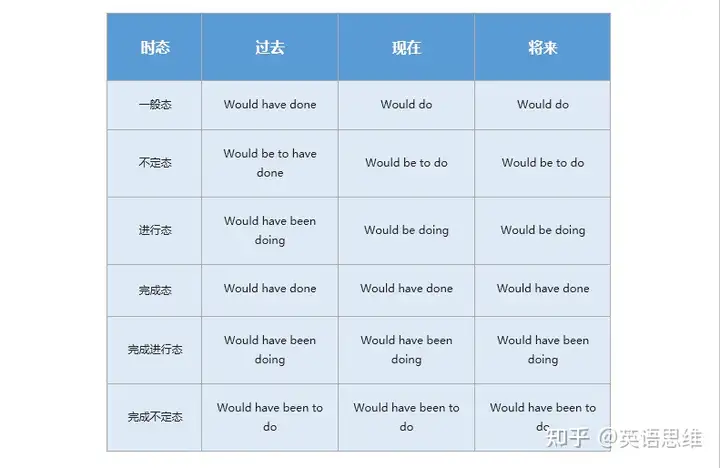 时态 过去 现在 将来
一般态 Would have done Would do Would do
不定态 Would be to have done Would be to do Would be to do
进行态 Would have been doing Would be doing Would be doing
完成态 Would have done Would have done Would have done
完成进行态 Would have been doing Would have been doing Would have been doing
完成不定态 Would have been to do Would have been to do Would have been to do
知乎 @英语思维